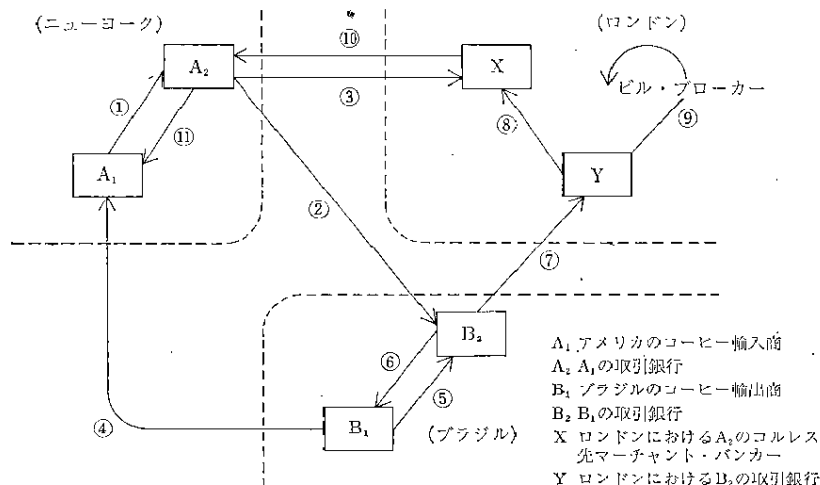 (ニューヨーク)
(ロンドン)
A₂
⑩
③
X
ビル・ブローカー
①
⑪
⑧
⑨
A₁
Y
②
⑦
B₂
⑥
⑤
④
B₁
(ブラジル)
A₁ アメリカのコーヒー輸入商
A₂ A₁の取引銀行
B₁ ブラジルのコーヒー輸出商
B₂ B₁の取引銀行
X ロンドンにおけるA₂のコルレス
先マーチャント・バンカー
Y ロンドンにおけるB₂の取引銀行